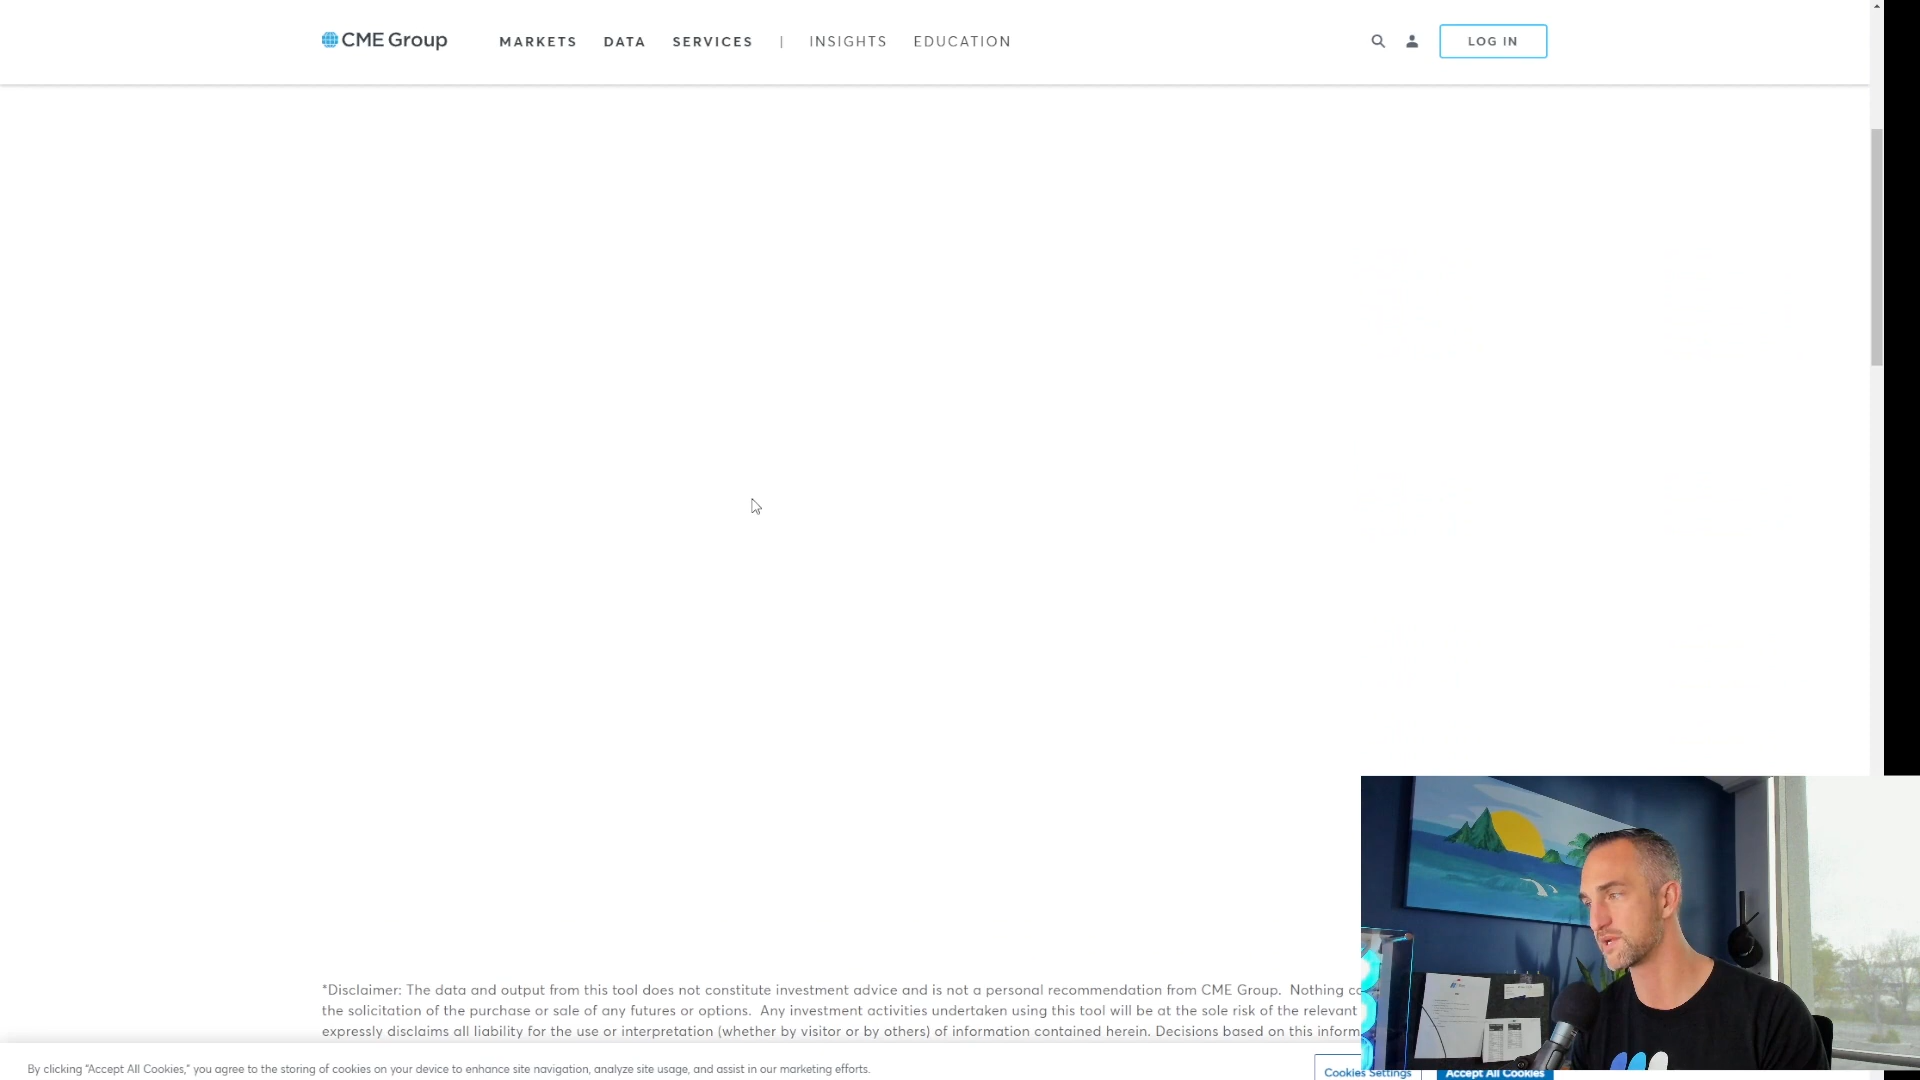 CME Group
MARKETS DATA SERVICES | INSIGHTS EDUCATION
LOG IN
*Disclaimer: The data and output from this tool does not constitute investment advice and is not a personal recommendation from CME Group. Nothing
the solicitation of the purchase or sale of any futures or options. Any investment activities undertaken using this tool will be at the sole risk of the relevant
expressly disclaims all liability for the use or interpretation (whether by visitor or by others) of information contained herein. Decisions based on this
By clicking “Accept All Cookies,” you agree to the storing of cookies on your device to enhance site navigation, analyze site usage, and assist in our marketing efforts.
Cookies Settings
Accept All Cookies